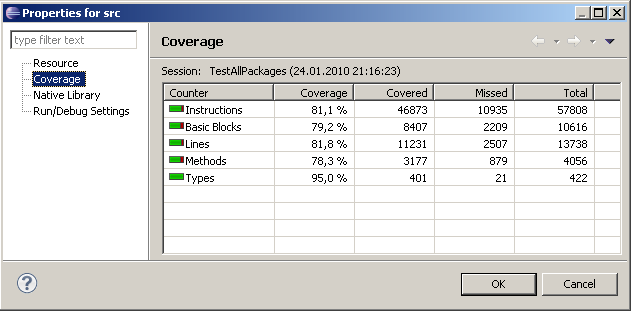 Properties for src
type filter text
Resource
Coverage
Native Library
Run/Debug Settings
Coverage
Session: TestAllPackages (24.01.2010 21:16:23)
Counter Coverage Covered Missed Total
Instructions 81,1 % 46873 10935 57808
Basic Blocks 79,2 % 8407 2209 10616
Lines 81,8 % 11231 2507 13738
Methods 78,3 % 3177 879 4056
Types 95,0 % 401 21 422
?
OK Cancel